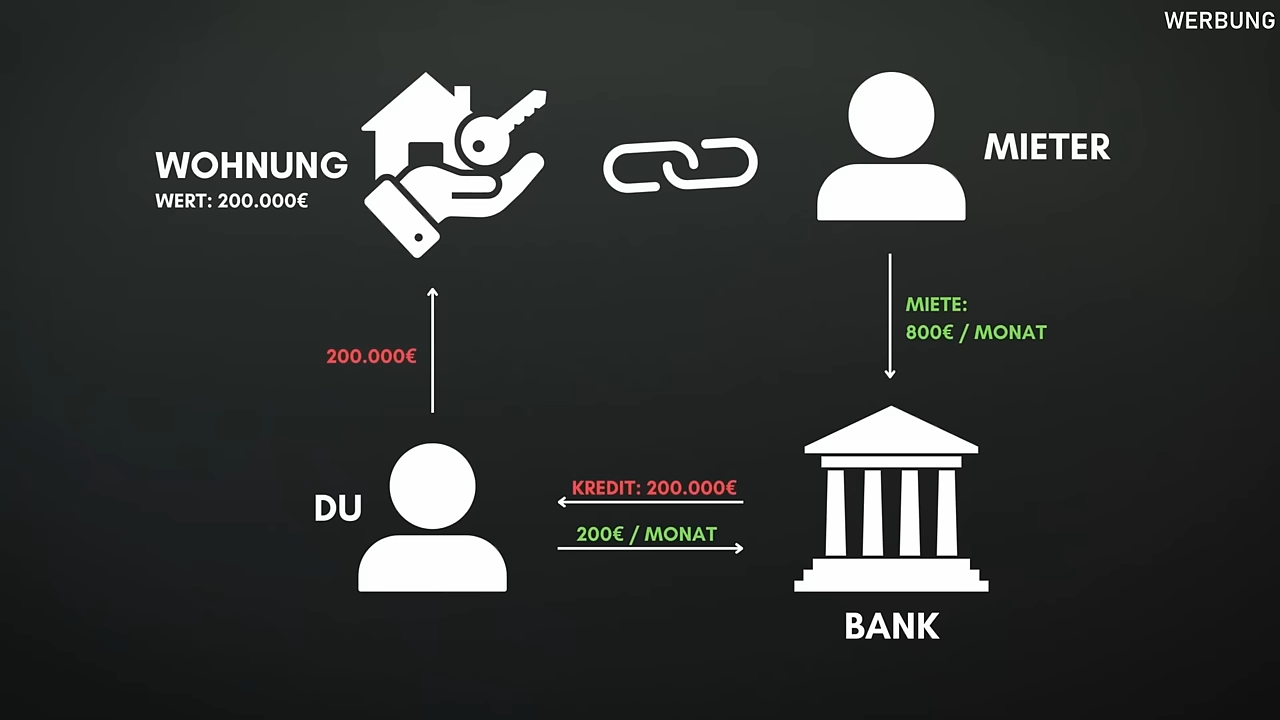 WERBUNG
WOHNUNG
WERT: 200.000€
MIETER
MIETE:
800€ / MONAT
200.000€
DU
KREDIT: 200.000€
200€ / MONAT
BANK